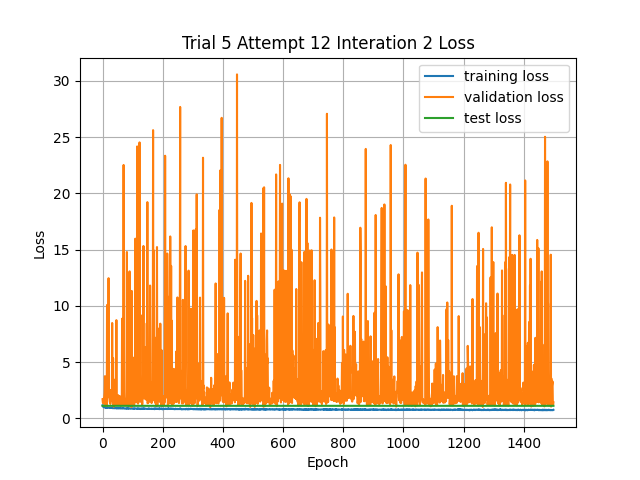 Trial 5 Attempt 12 Interation 2 Loss
training loss
validation loss
test loss
Loss
30
25
20
15
10
5
0
0 200 400 600 800 1000 1200 1400
Epoch